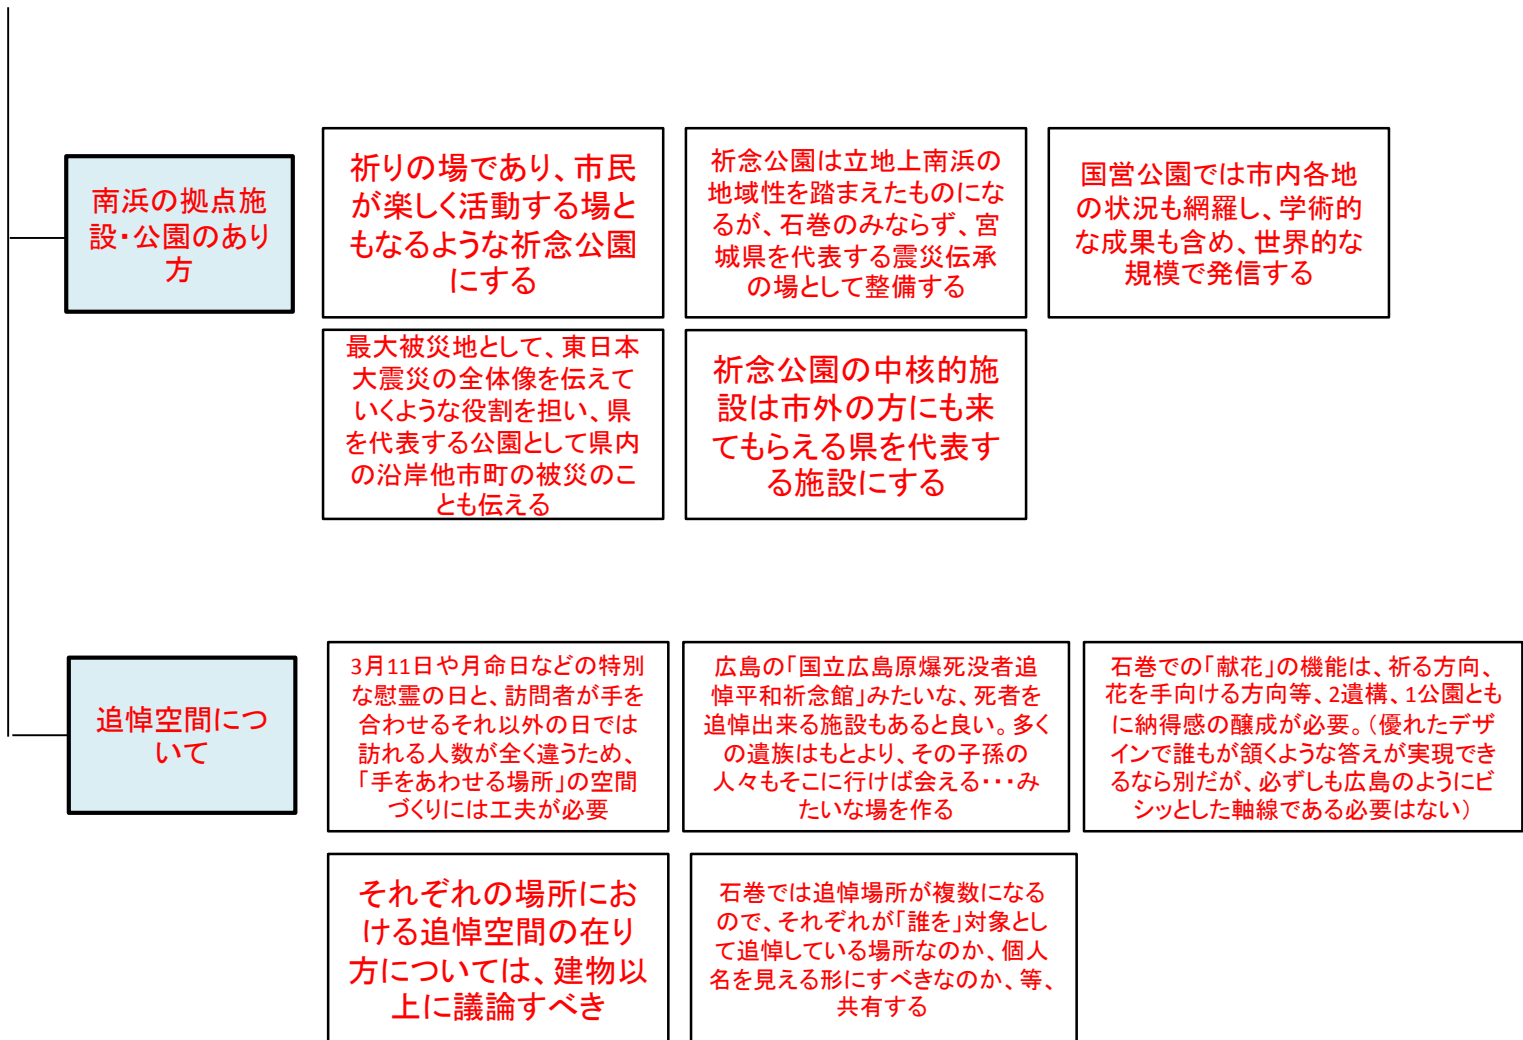 南浜の拠点施
設・公園のあり
方
祈りの場であり、市民
が楽しく活動する場と
もなるような祈念公園
にする
祈念公園は立地上南浜の
地域性を踏まえたものにな
るが、石巻のみならず、宮
城県を代表する震災伝承
の場として整備する
国営公園では市内各地
の状況も網羅し、学術的
な成果も含め、世界的な
規模で発信する
最大被災地として、東日本
大震災の全体像を伝えて
いくような役割を担い、県
を代表する公園として県内
の沿岸他市町の被災のこ
とも伝える
祈念公園の中核的施
設は市外の方にも来
てもらえる県を代表す
る施設にする
追悼空間につ
いて
3月11日や月命日などの特別
な慰霊の日と、訪問者が手を
合わせるそれ以外の日では
訪れる人数が全く違うため、
「手をあわせる場所」の空間
づくりには工夫が必要
広島の「国立広島原爆死没者追
悼平和祈念館」みたいな、死者を
追悼出来る施設もあると良い。多く
の遺族はもとより、その子孫の
人々もそこに行けば会える・・・み
たいな場を作る
石巻での「献花」の機能は、祈る方向、
花を手向ける方向等、2遺構、1公園とも
に納得感の醸成が必要。（優れたデザ
インで誰もが頷くような答えが実現でき
るなら別だが、必ずしも広島のようにビ
シッとした軸線である必要はない）
それぞれの場所にお
ける追悼空間の在り
方については、建物以
上に議論すべき
石巻では追悼場所が複数になる
ので、それぞれが「誰を」対象とし
て追悼している場所なのか、個人
名を見える形にすべきなのか、等、
共有する